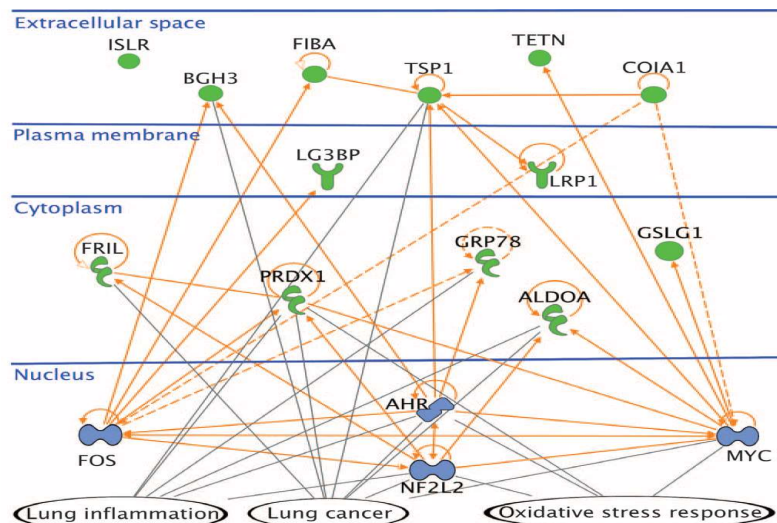 Extracellular space
ISLR
FIBA
TETN
BGH3
TSP1
COIA1
Plasma membrane
LG3BP
LRP1
Cytoplasm
FRIL
PRDX1
GRP78
GSLG1
ALDOA
Nucleus
AHR
FOS
MYC
NF2L2
Lung inflammation
Lung cancer
Oxidative stress response